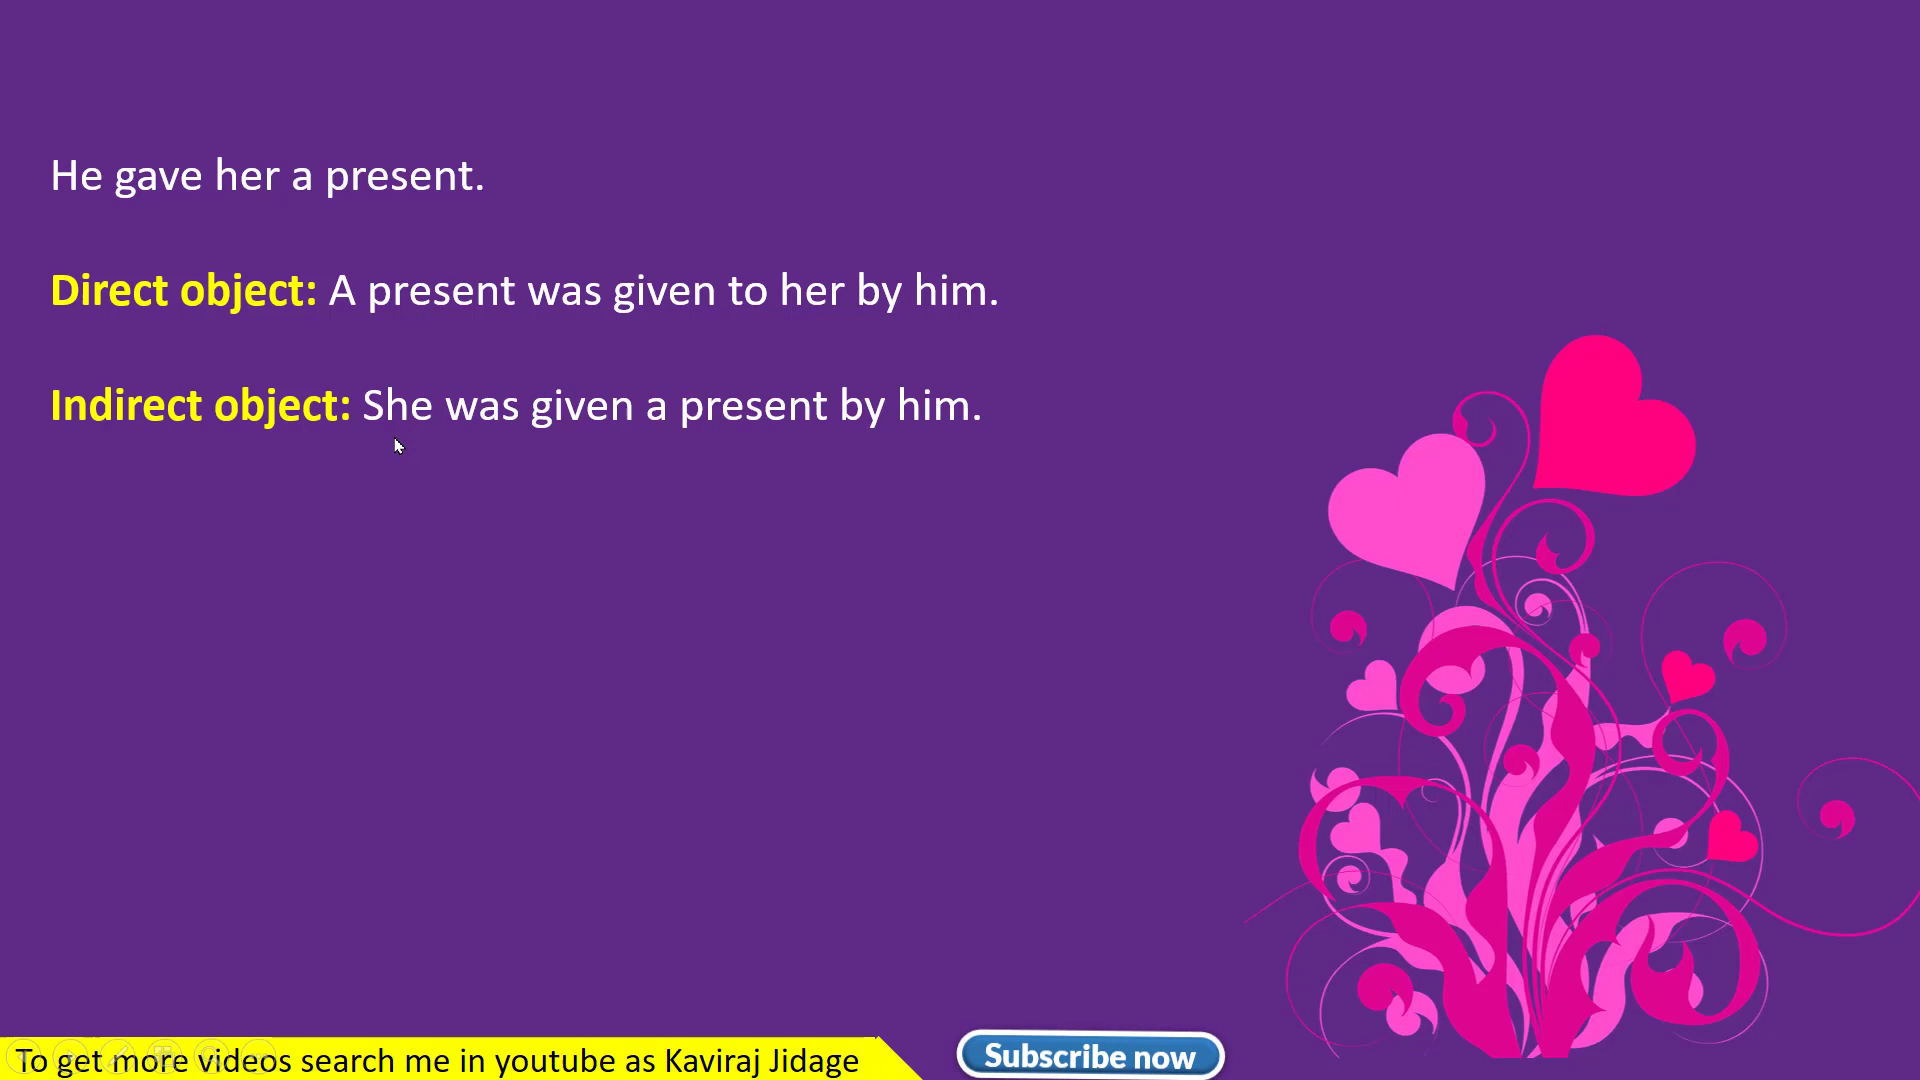 He gave her a present.
Direct object: A present was given to her by him.
Indirect object: She was given a present by him.
To get more videos search me in youtube as Kaviraj Jidage
Subscribe now